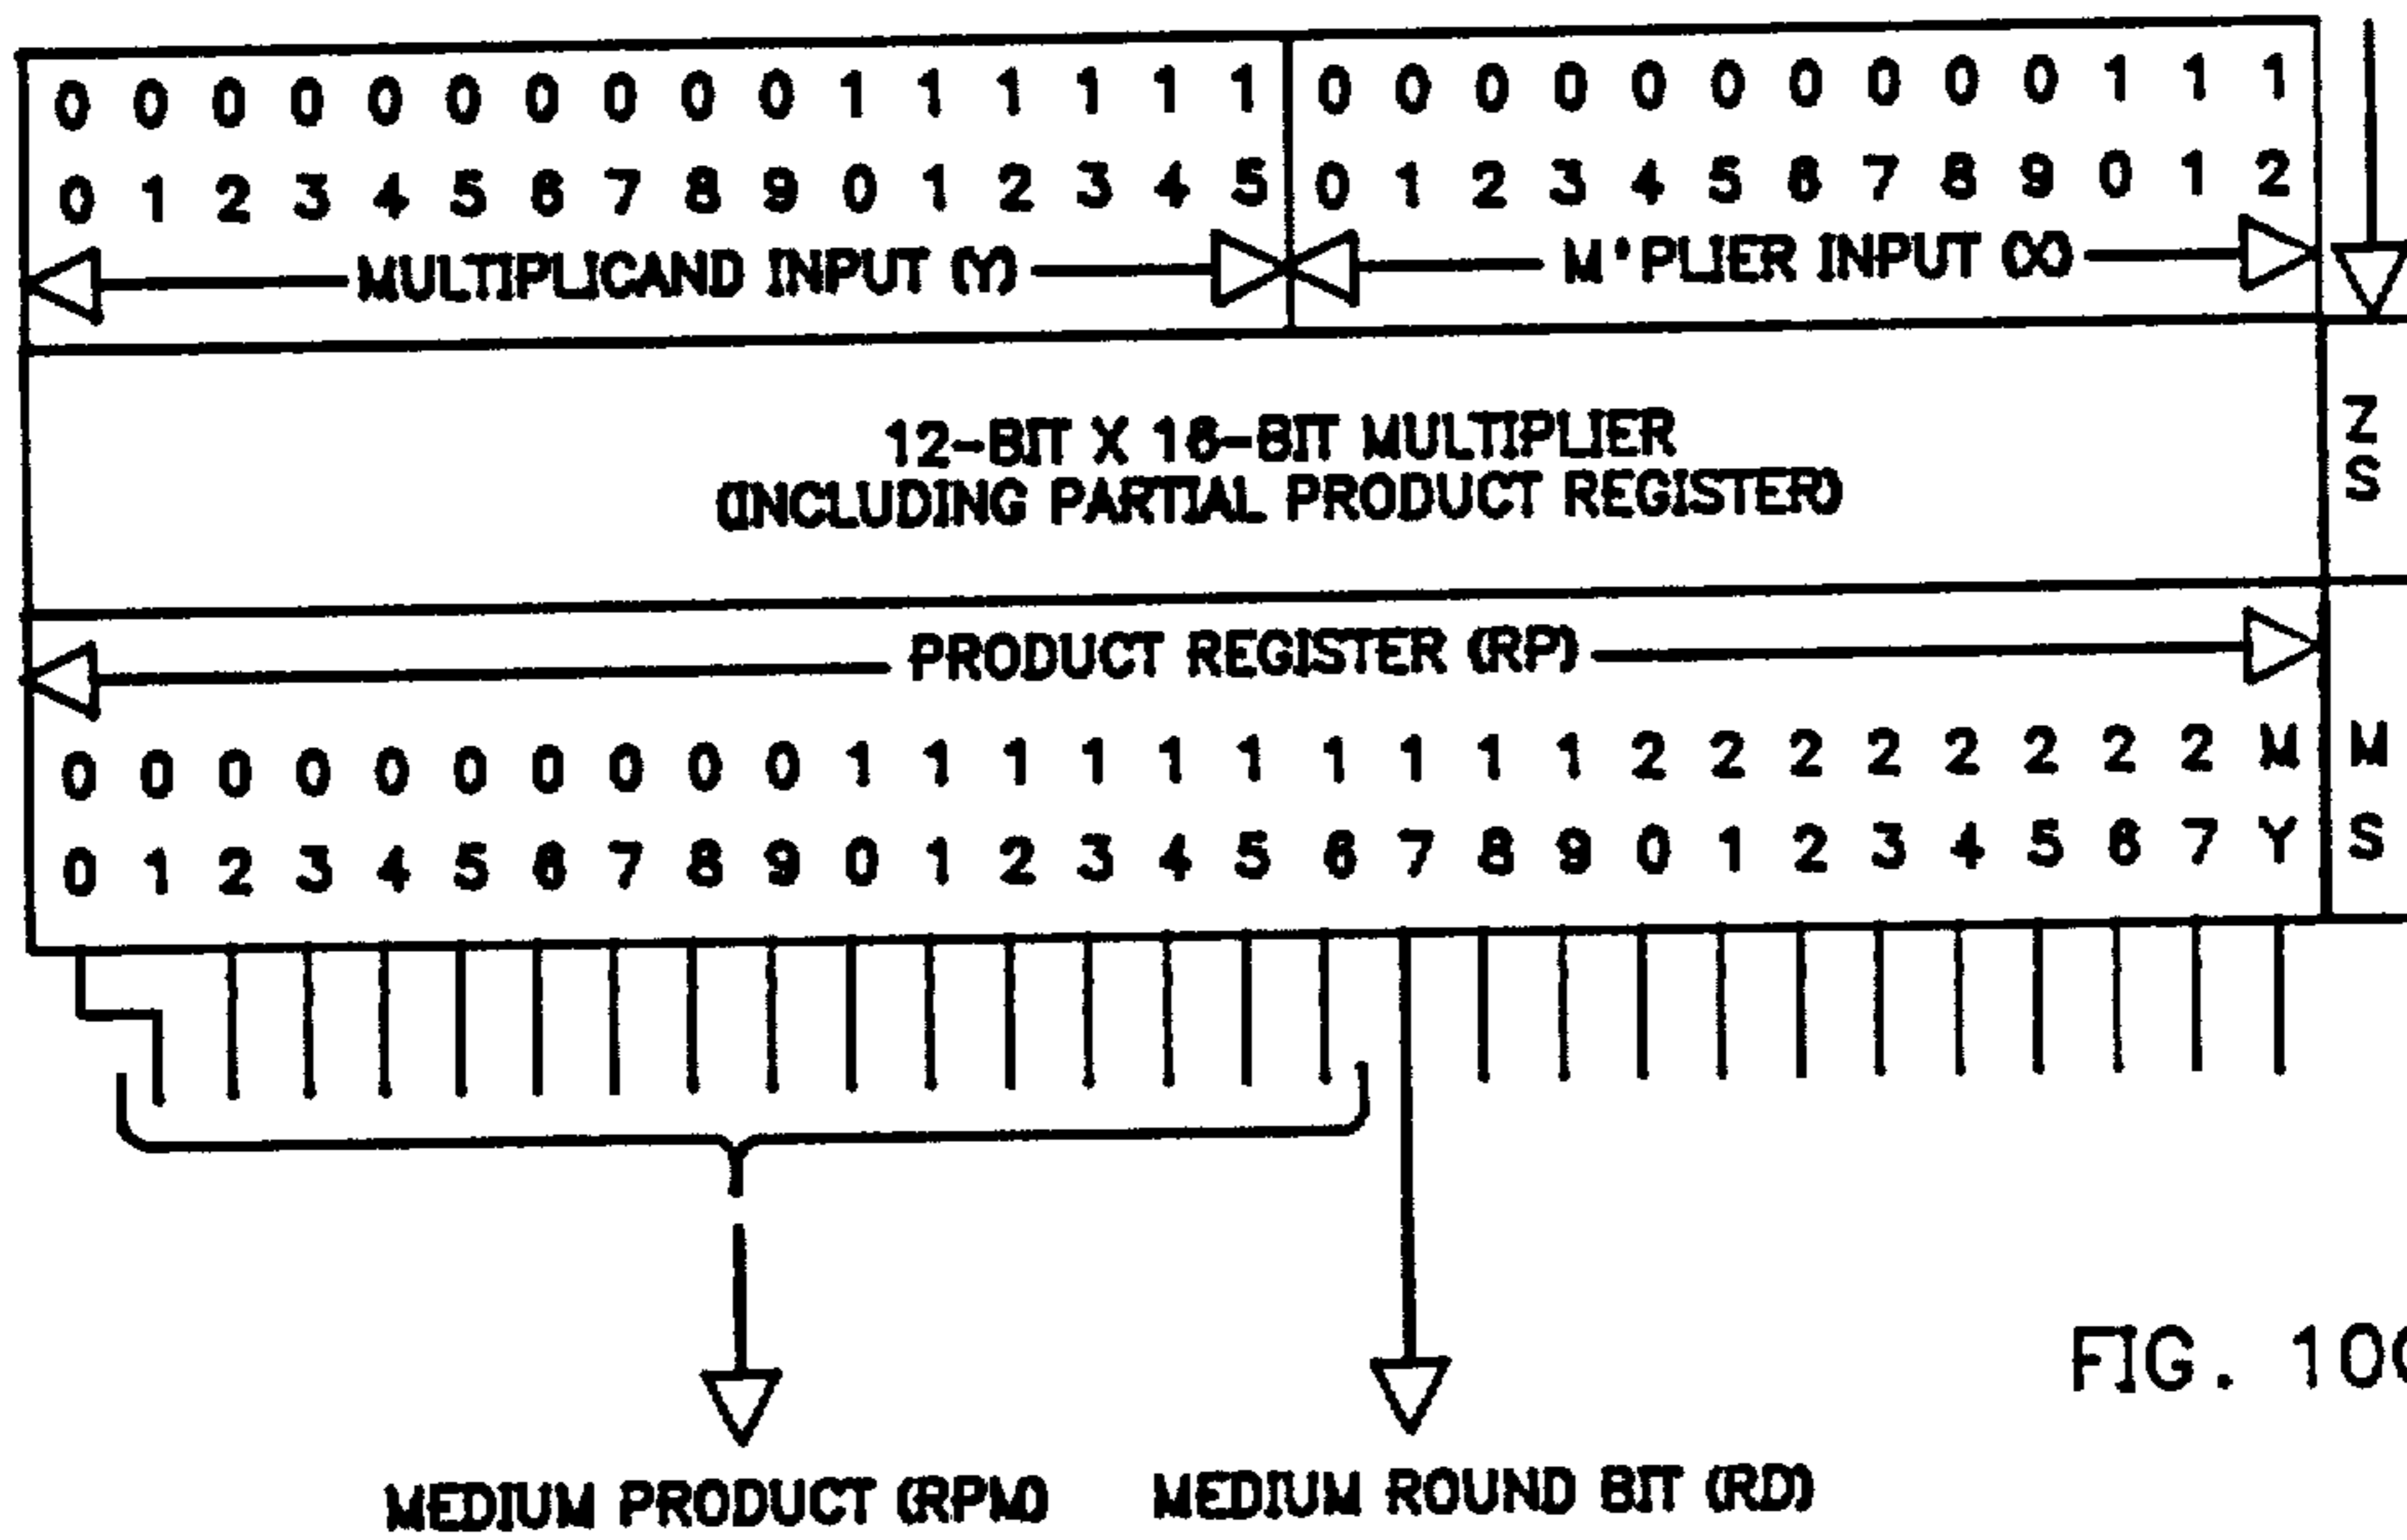 0 0 0 0 0 0 0 0 0 0 1 1 1 1 1 1 0 0 0 0 0 0 0 0 0 0 1 1 1
0 1 2 3 4 5 6 7 8 9 0 1 2 3 4 5 0 1 2 3 4 5 6 7 8 9 0 1 2
MULTIPLICAND INPUT (Y) M'PLIER INPUT (X)
12-BIT X 16-BIT MULTIPLIER
(INCLUDING PARTIAL PRODUCT REGISTER)
Z
S
PRODUCT REGISTER (RP)
0 0 0 0 0 0 0 0 0 0 1 1 1 1 1 1 1 1 1 1 2 2 2 2 2 2 2 2 M M
0 1 2 3 4 5 6 7 8 9 0 1 2 3 4 5 6 7 8 9 0 1 2 3 4 5 6 7 Y S
FIG. 10
MEDIUM PRODUCT (RPM) MEDIUM ROUND BIT (RD)